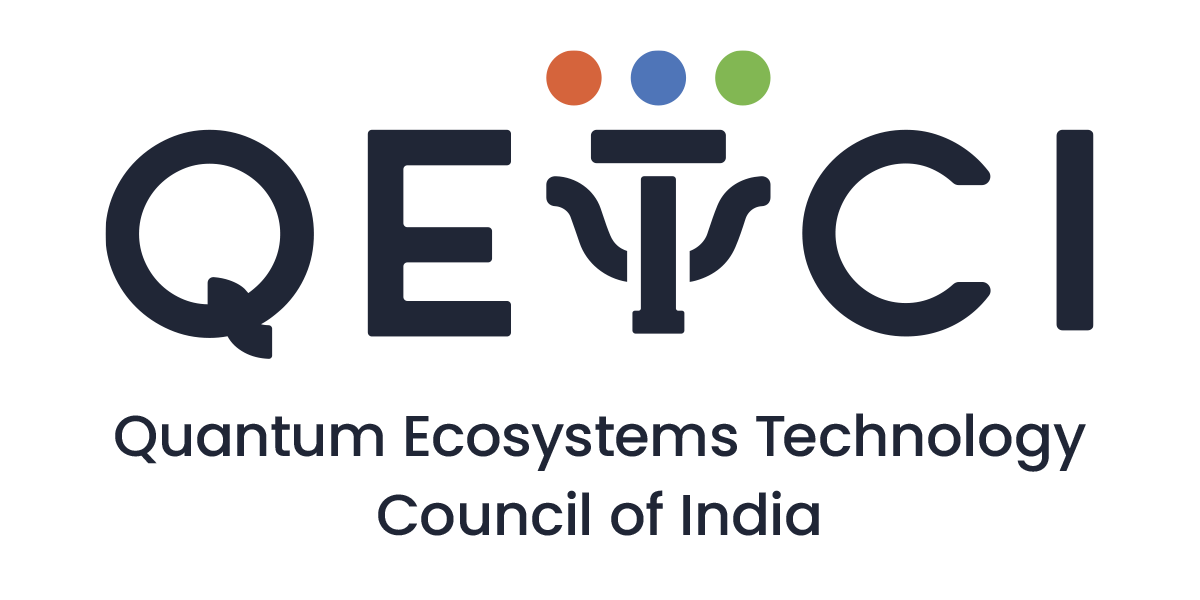 QETCI
Quantum Ecosystems Technology
Council of India